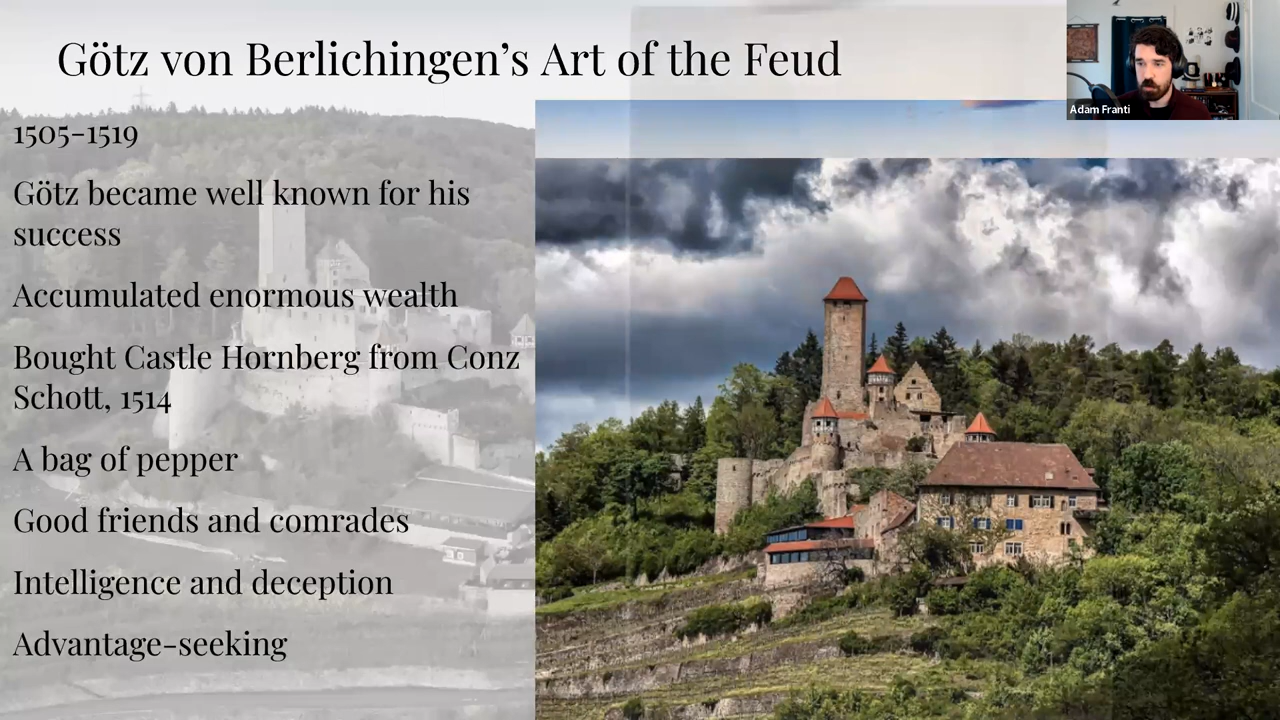 Götz von Berlichingen’s Art of the Feud
Adam Franti
1505-1519
Götz became well known for his
success
Accumulated enormous wealth
Bought Castle Hornberg from Conz
Schott, 1514
A bag of pepper
Good friends and comrades
Intelligence and deception
Advantage-seeking